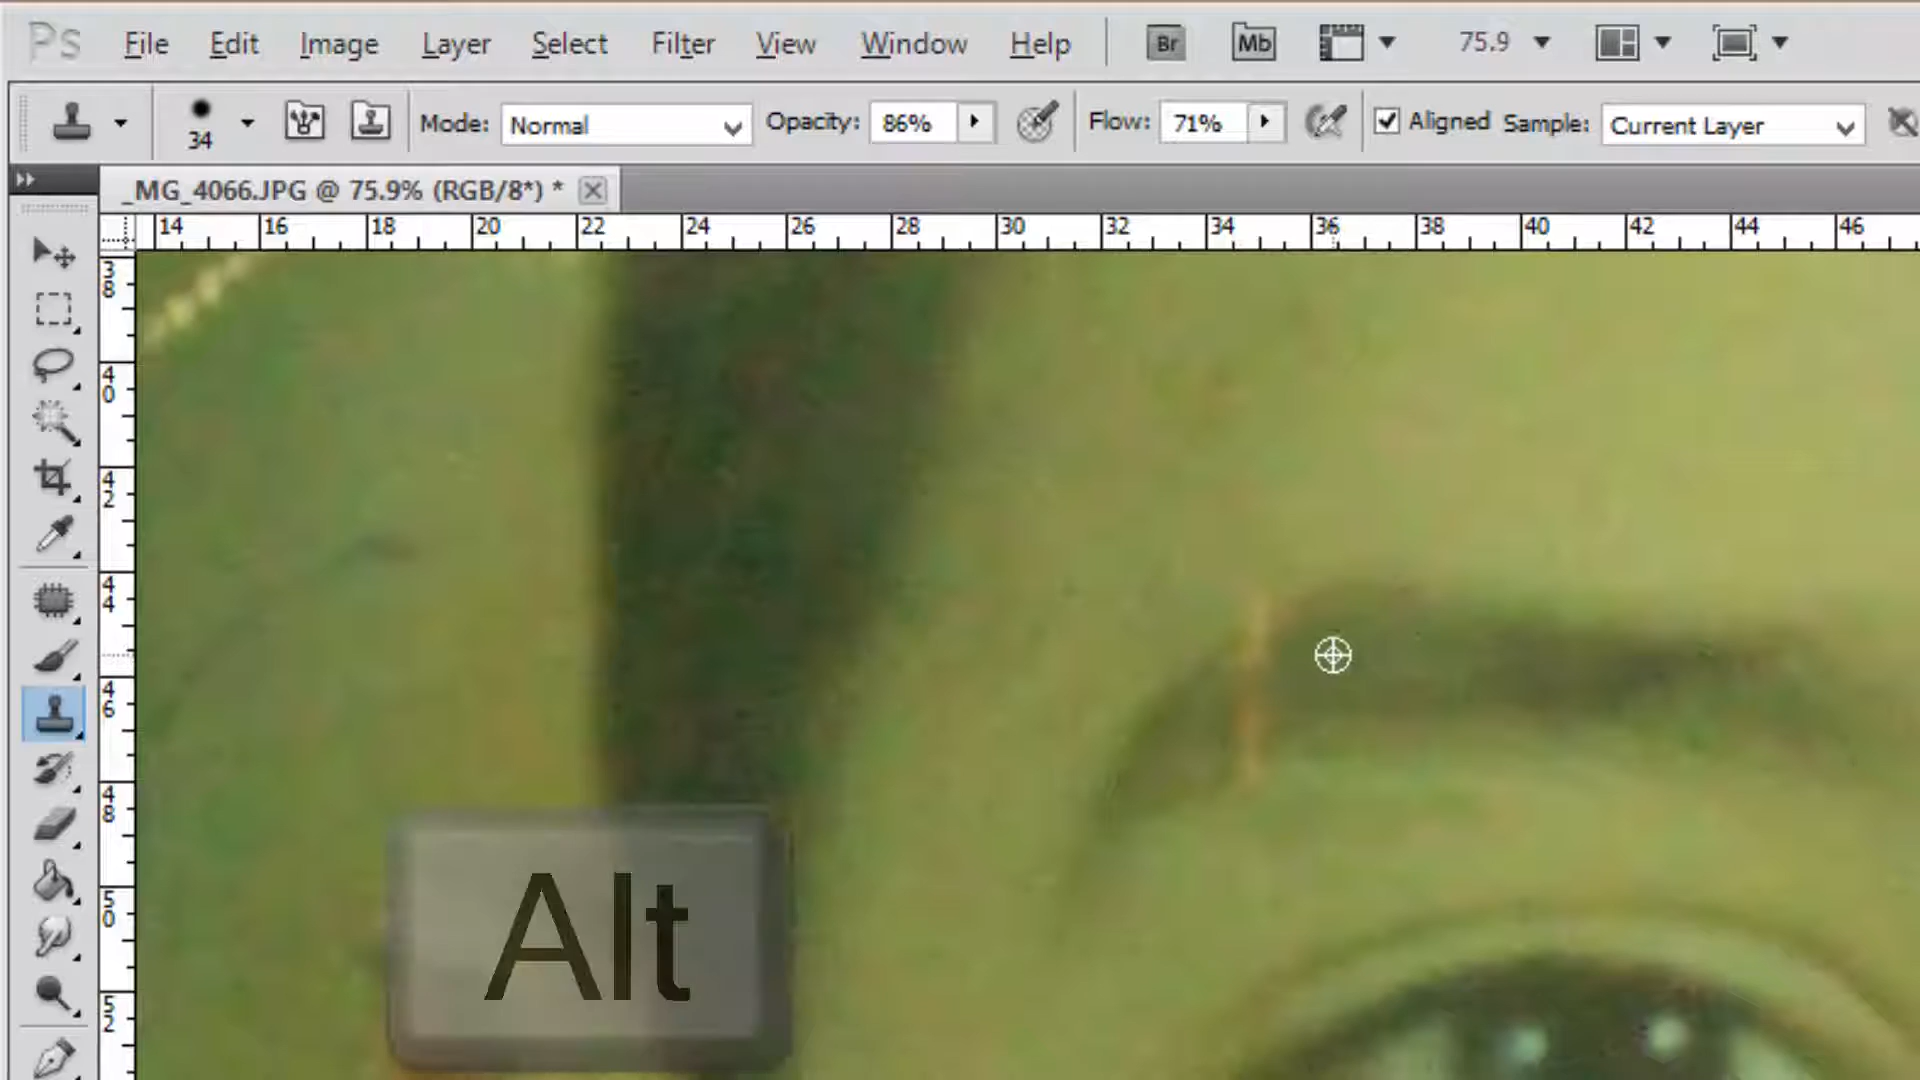 Ps File Edit Image Layer Select Filter View Window Help Br Mb 75.9
34 Mode: Normal Opacity: 86% Flow: 71% Aligned Sample: Current Layer
_MG_4066.JPG @ 75.9% (RGB/8*) *
14 16 18 20 22 24 26 28 30 32 34 36 38 40 42 44 46
38
40
42
44
46
48
50
52
Alt